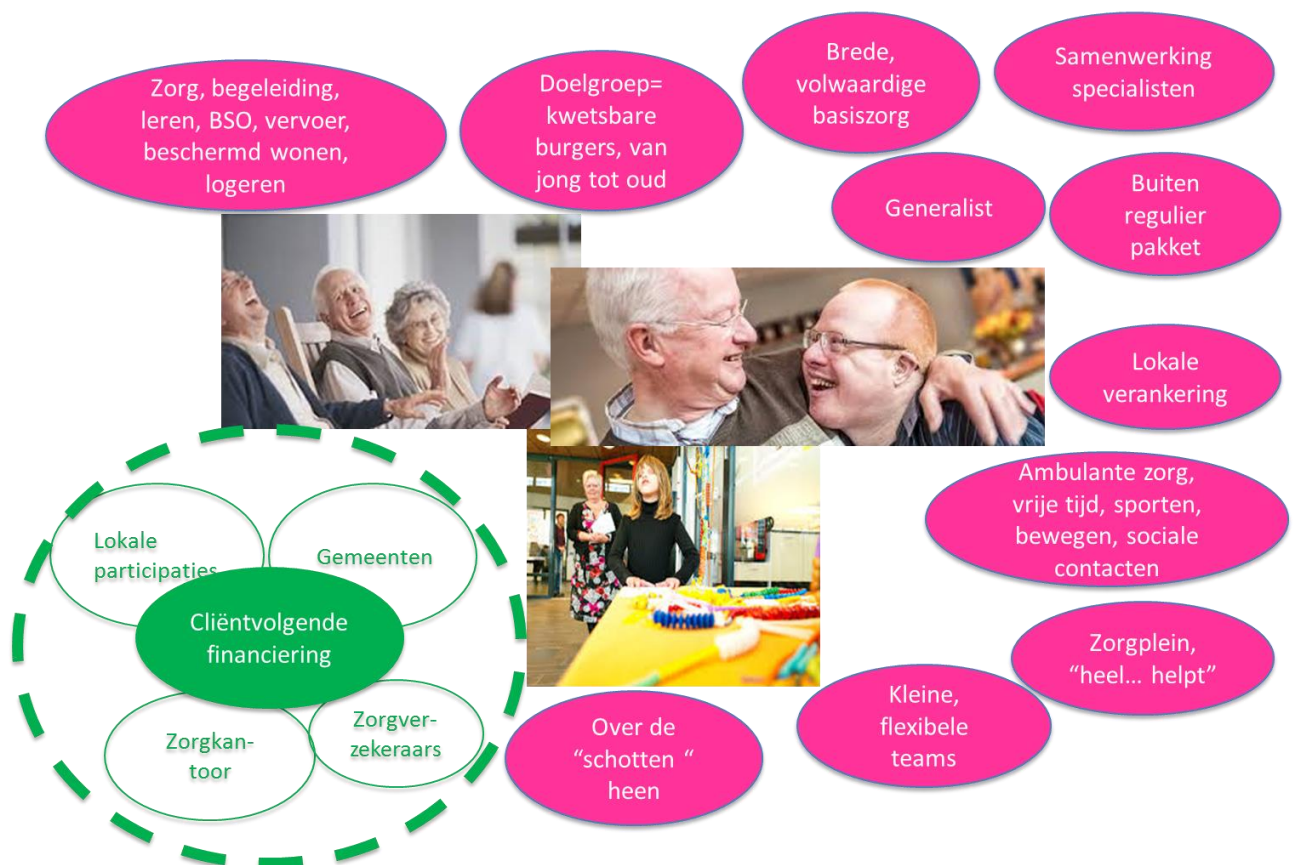 Zorg, begeleiding,
leren, BSO, vervoer,
beschermd wonen,
logeren
Doelgroep=
kwetsbare
burgers, van
jong tot oud
Brede,
volwaardige
basiszorg
Samenwerking
specialisten
Generalist
Buiten
regulier
pakket
Lokale
verankering
Ambulante zorg,
vrije tijd, sporten,
bewegen, sociale
contacten
Zorgplein,
“heel... helpt”
Kleine,
flexibele
teams
Over de
“schotten “
heen
Lokale
participaties
Gemeenten
Cliëntvolgende
financiering
Zorgkan-
toor
Zorgver-
zekeraars